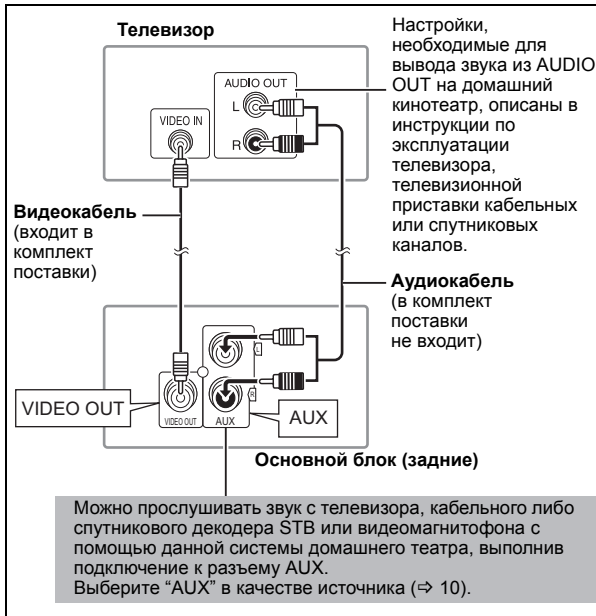 Телевизор
Настройки,
необходимые для
вывода звука из AUDIO
OUT на домашний
кинотеатр, описаны в
инструкции по
эксплуатации
телевизора,
телевизионной
приставки кабельных
или спутниковых
каналов.
AUDIO OUT
L
VIDEO IN
R
Видеокабель
(входит в
комплект
поставки)
Аудиокабель
(в комплект
поставки
не входит)
L
R
VIDEO OUT
VIDEO OUT
AUX
AUX
Основной блок (задние)
Можно прослушивать звук с телевизора, кабельного либо
спутникового декодера STB или видеомагнитофона с
помощью данной системы домашнего театра, выполнив
подключение к разъему AUX.
Выберите “AUX” в качестве источника (⇨ 10).